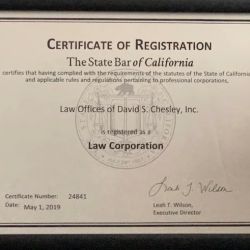 CERTIFICATE OF REGISTRATION
The State Bar of California
certifies that having complied with the requirements of the statutes of the State of California
and applicable rules and regulations pertaining to professional corporations,
Law Offices of David S. Chesley, Inc.
is registered as a
Law Corporation
Certificate Number: 24841
Date: May 1, 2019
Leah T. Wilson
Leah T. Wilson,
Executive Director